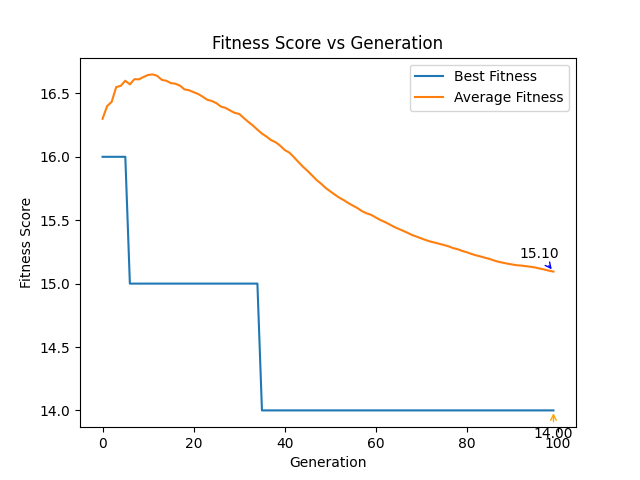 Fitness Score vs Generation
Best Fitness
Average Fitness
16.5
16.0
15.5
15.0
14.5
14.0
Fitness Score
15.10
14.00
0
20
40
60
80
100
Generation